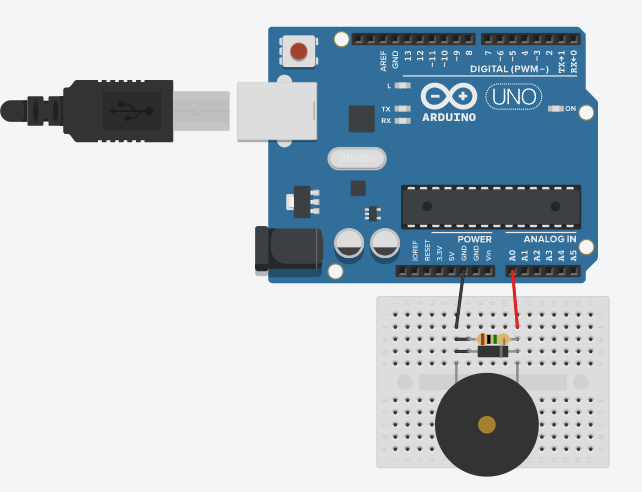 AREF
GND
13
12
~11
~10
~9
8
7
~6
~5
4
~3
2
TX→1
RX←0
DIGITAL (PWM~)
L
TX
RX
UNO
ON
ARDUINO
POWER
ANALOG IN
IOREF
RESET
3.3V
5V
GND
GND
Vin
A0
A1
A2
A3
A4
A5